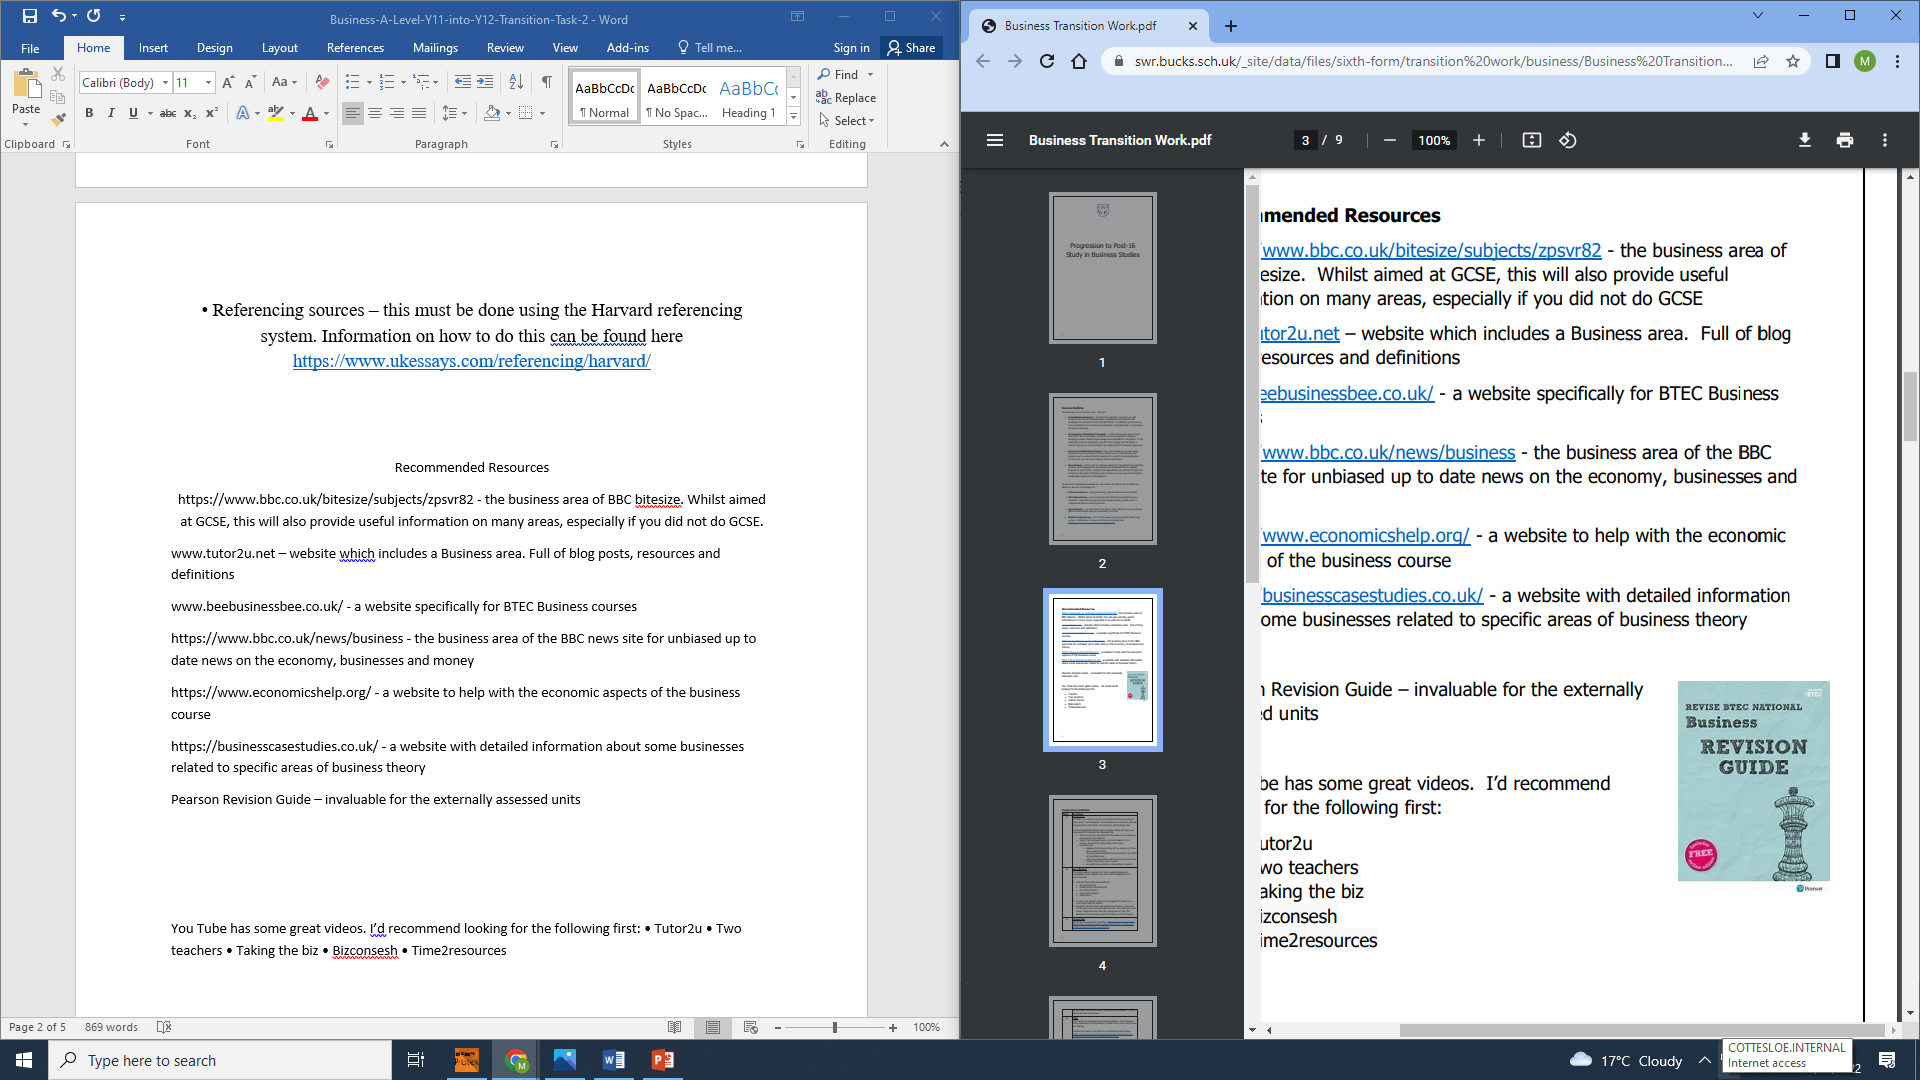 Business-A-Level-Y11-into-Y12-Transition-Task-2 - Word
File Home Insert Design Layout References Mailings Review View Add-ins Tell me... Sign in Share
Calibri (Body) 11
Paste
Find
Replace
Select
AaBbCcDc AaBbCcDc AaBbCc
¶ Normal ¶ No Spac... Heading 1
Clipboard Font Paragraph Styles Editing
• Referencing sources – this must be done using the Harvard referencing
system. Information on how to do this can be found here
https://www.ukessays.com/referencing/harvard/
Recommended Resources
https://www.bbc.co.uk/bitesize/subjects/zpsvr82 - the business area of BBC bitesize. Whilst aimed
at GCSE, this will also provide useful information on many areas, especially if you did not do GCSE.
www.tutor2u.net – website which includes a Business area. Full of blog posts, resources and
definitions
www.beebusinessbee.co.uk/ - a website specifically for BTEC Business courses
https://www.bbc.co.uk/news/business - the business area of the BBC news site for unbiased up to
date news on the economy, businesses and money
https://www.economicshelp.org/ - a website to help with the economic aspects of the business
course
https://businesscasestudies.co.uk/ - a website with detailed information about some businesses
related to specific areas of business theory
Pearson Revision Guide – invaluable for the externally assessed units
You Tube has some great videos. I'd recommend looking for the following first: • Tutor2u • Two
teachers • Taking the biz • Bizconsesh • Time2resources
Page 2 of 5 869 words 100%
Business Transition Work.pdf
swr.bucks.sch.uk/_site/data/files/sixth-form/transition%20work/business/Business%20Transition...
M
Business Transition Work.pdf 3 / 9 100%
Progression to Post-16
Study in Business Studies
1
2
3
4
mmended Resources
/www.bbc.co.uk/bitesize/subjects/zpsvr82 - the business area of
esize. Whilst aimed at GCSE, this will also provide useful
tion on many areas, especially if you did not do GCSE
utor2u.net – website which includes a Business area. Full of blog
resources and definitions
eebusinessbee.co.uk/ - a website specifically for BTEC Business
/www.bbc.co.uk/news/business - the business area of the BBC
te for unbiased up to date news on the economy, businesses and
/www.economicshelp.org/ - a website to help with the economic
of the business course
/businesscasestudies.co.uk/ - a website with detailed information
ome businesses related to specific areas of business theory
n Revision Guide – invaluable for the externally
ed units
be has some great videos. I'd recommend
for the following first:
utor2u
wo teachers
aking the biz
izconsesh
ime2resources
BTEC
REVISE BTEC NATIONAL
Business
REVISION
GUIDE
FREE
Pearson
Type here to search
17°C Cloudy
COTTESLOE.INTERNAL
Internet access